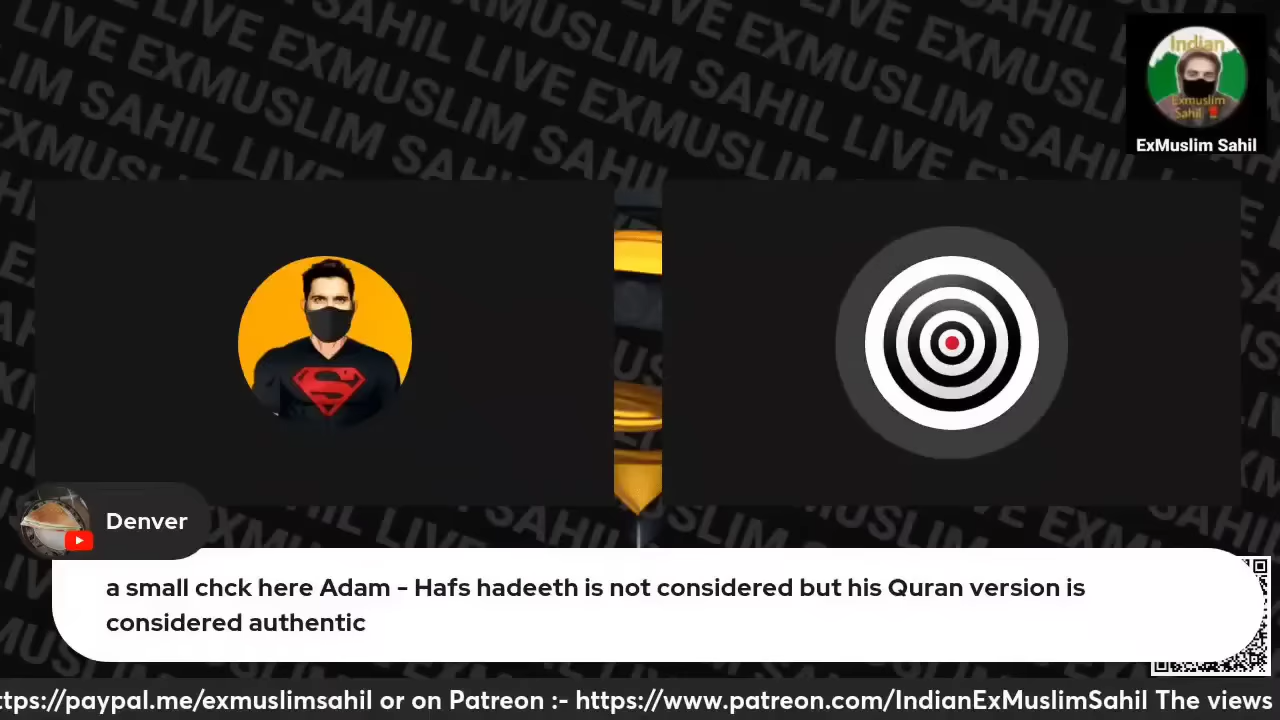 Indian
Exmuslim
Sahil
ExMuslim Sahil
Denver
a small chck here Adam - Hafs hadeeth is not considered but his Quran version is
considered authentic
ttps://paypal.me/exmuslimsahil or on Patreon :- https://www.patreon.com/IndianExMuslimSahil The views